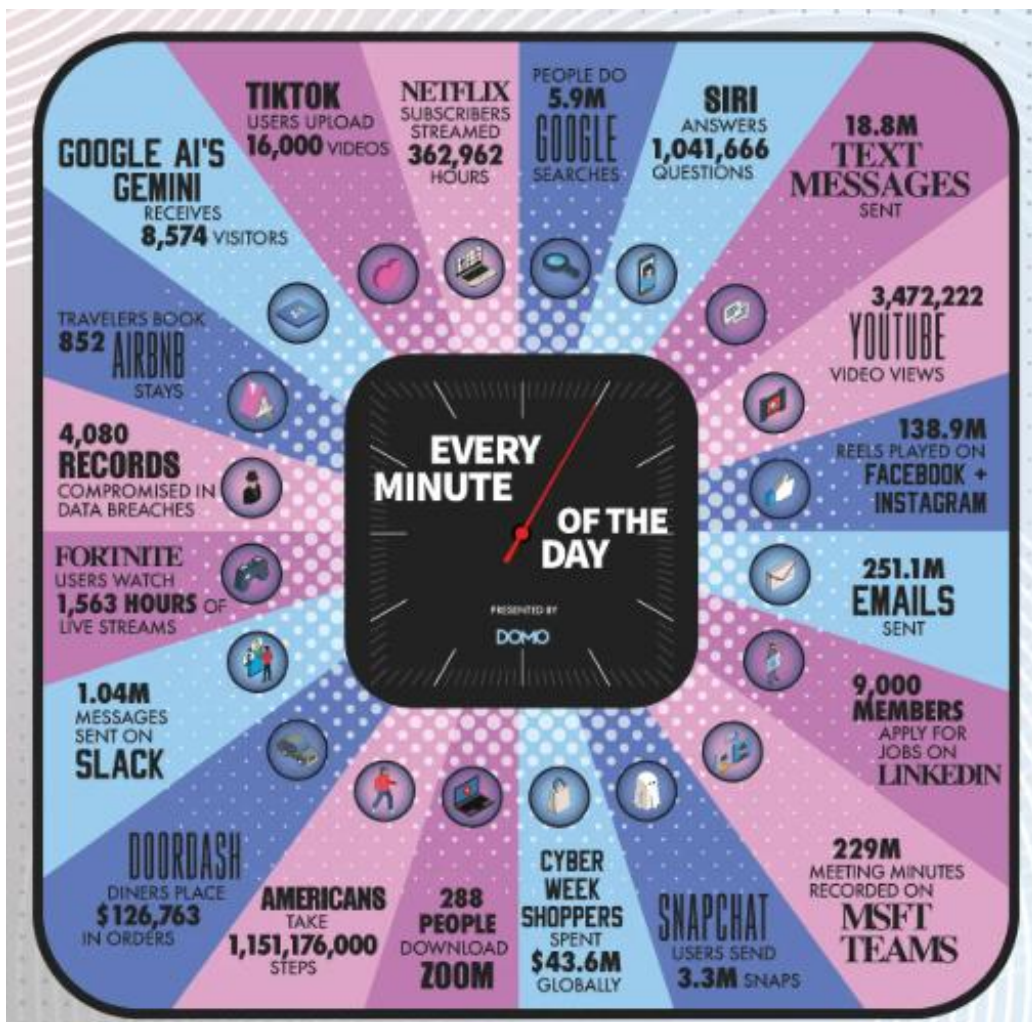 PEOPLE DO
5.9M
GOOGLE
SEARCHES
SIRI
ANSWERS
1,041,666
QUESTIONS
18.8M
TEXT
MESSAGES
SENT
3,472,222
YOUTUBE
VIDEO VIEWS
138.9M
REELS PLAYED ON
FACEBOOK +
INSTAGRAM
251.1M
EMAILS
SENT
9,000
MEMBERS
APPLY FOR
JOBS ON
LINKEDIN
229M
MEETING MINUTES
RECORDED ON
MSFT
TEAMS
SNAPCHAT
USERS SEND
3.3M SNAPS
CYBER
WEEK
SHOPPERS
SPENT
$43.6M
GLOBALLY
288
PEOPLE
DOWNLOAD
ZOOM
AMERICANS
TAKE
1,151,176,000
STEPS
DOORDASH
DINERS PLACE
$126,763
IN ORDERS
1.04M
MESSAGES
SENT ON
SLACK
FORTNITE
USERS WATCH
1,563 HOURS OF
LIVE STREAMS
4,080
RECORDS
COMPROMISED IN
DATA BREACHES
TRAVELERS BOOK
852 AIRBNB
STAYS
GOOGLE AI'S
GEMINI
RECEIVES
8,574 VISITORS
TIKTOK
USERS UPLOAD
16,000 VIDEOS
NETFLIX
SUBSCRIBERS
STREAMED
362,962
HOURS
EVERY
MINUTE
OF THE
DAY
PRESENTED BY
DOMO